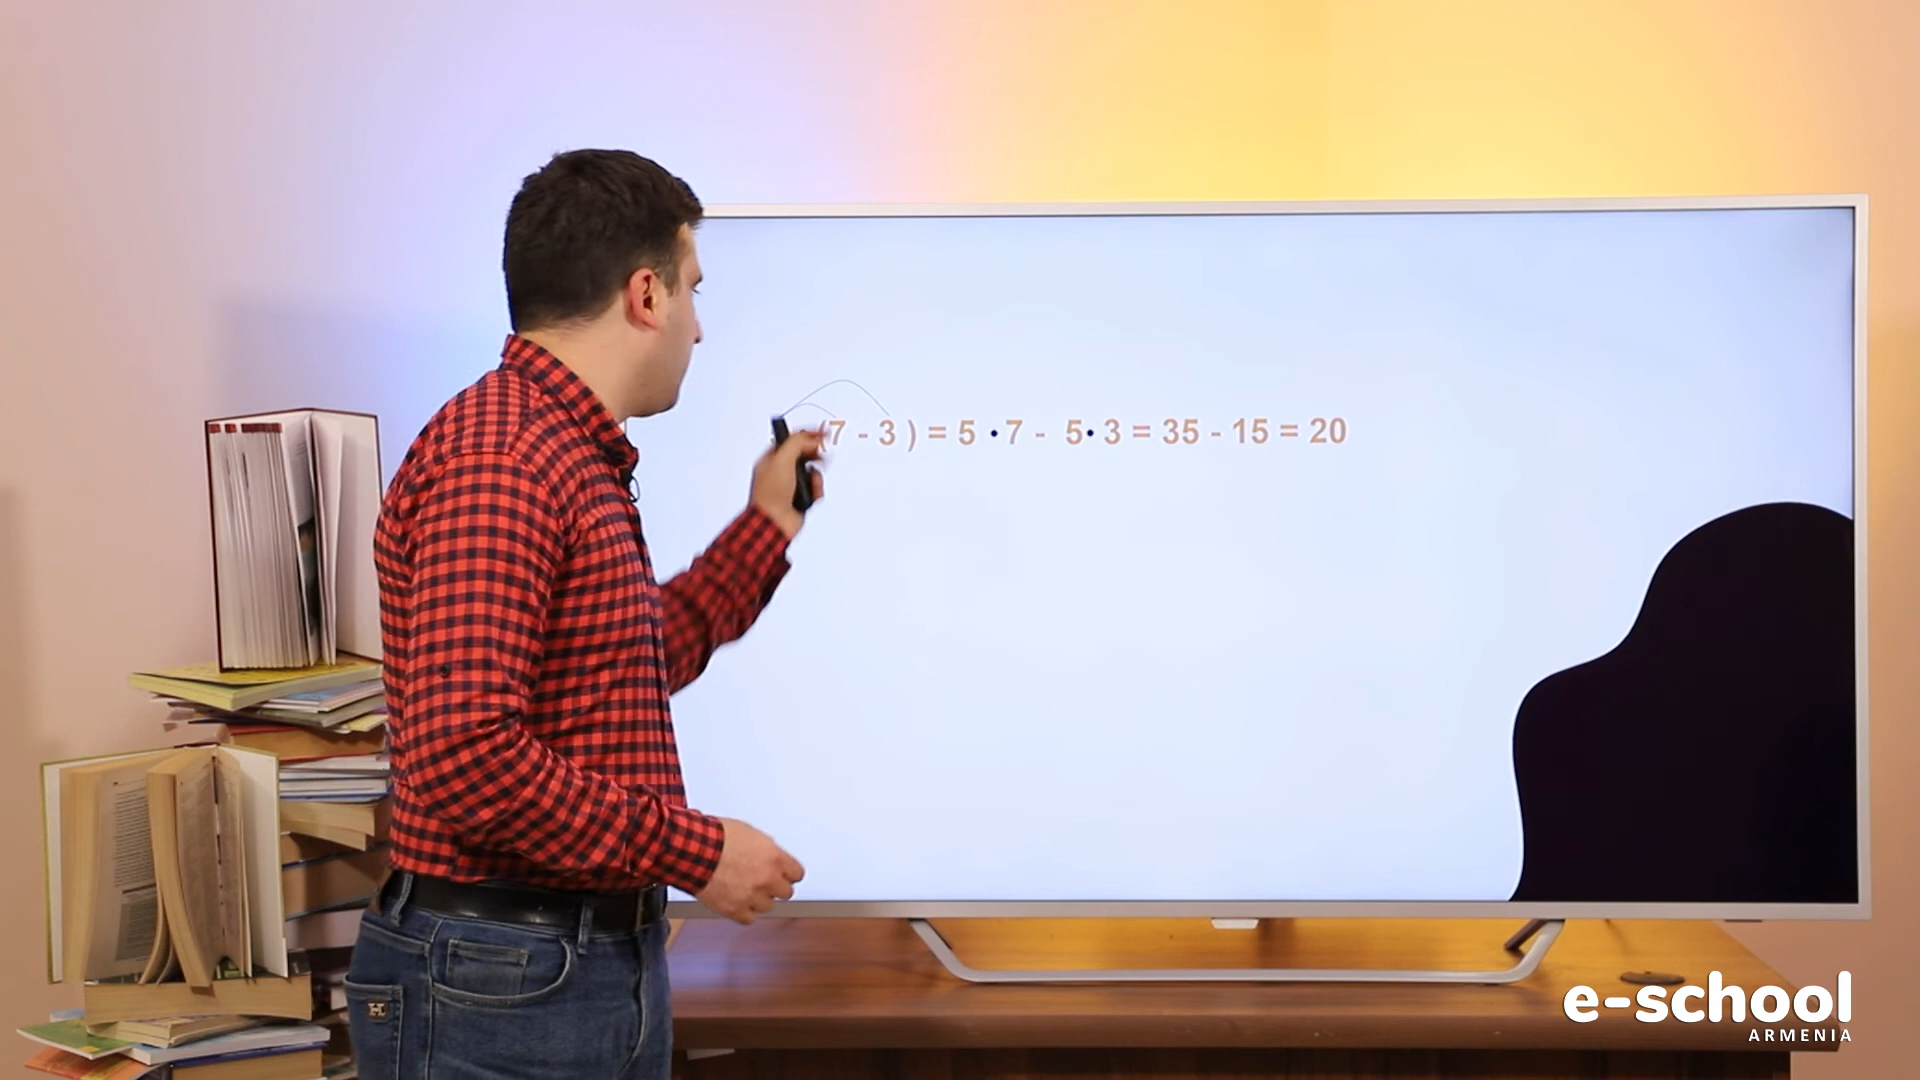 (7 - 3 ) = 5 •7 - 5•3 = 35 - 15 = 20
e-school
ARMENIA